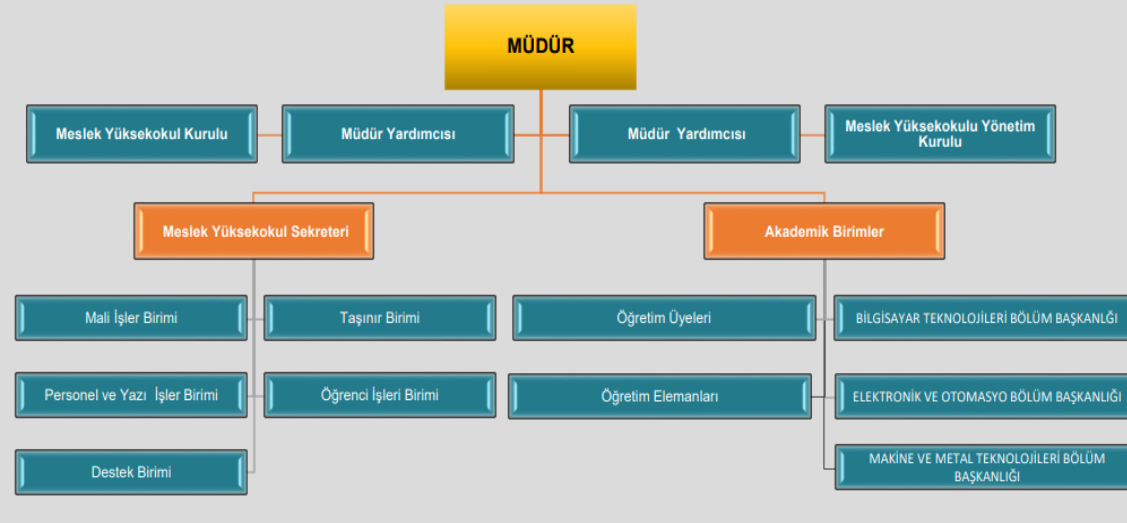 MÜDÜR
Meslek Yüksekokul Kurulu
Müdür Yardımcısı
Müdür Yardımcısı
Meslek Yüksekokulu Yönetim
Kurulu
Meslek Yüksekokul Sekreteri
Akademik Birimler
Mali İşler Birimi
Taşınır Birimi
Öğretim Üyeleri
BİLGİSAYAR TEKNOLOJİLERİ BÖLÜM BAŞKANLĞI
Personel ve Yazı İşler Birimi
Öğrenci İşleri Birimi
Öğretim Elemanları
ELEKTRONİK VE OTOMASYO BÖLÜM BAŞKANLIĞI
Destek Birimi
MAKİNE VE METAL TEKNOLOJİLERİ BÖLÜM
BAŞKANLIĞI